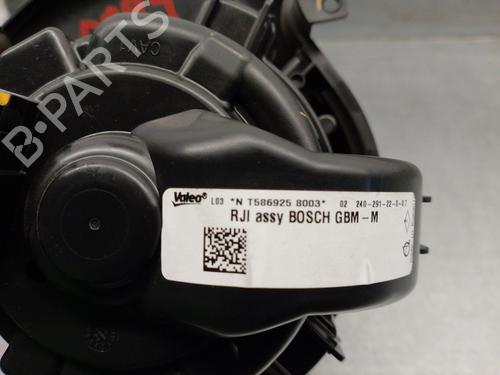 B-PARTS
Valeo L03 *N T586925 8003* 02 240-291-22-0-07
RJI assy BOSCH GBM-M